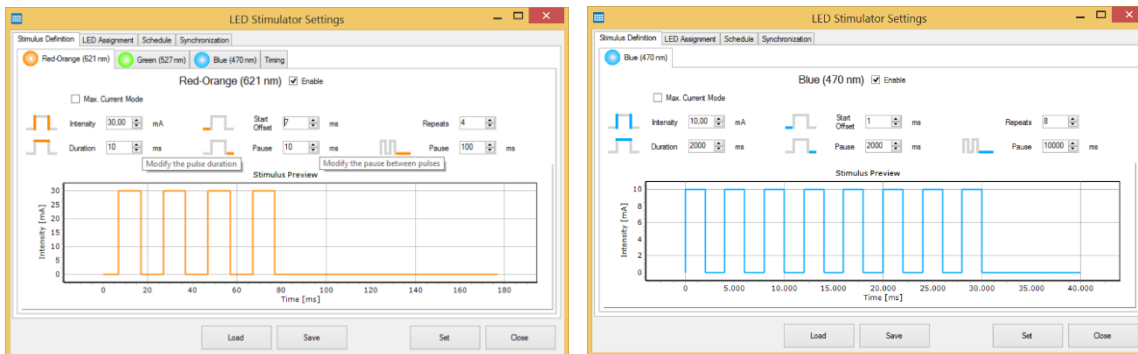 LED Stimulator Settings
Stimulus Definition LED Assignment Schedule Synchronization
Red-Orange (621 nm) Green (527 nm) Blue (470 nm) Timing
Red-Orange (621 nm) Enable
Max. Current Mode
Intensity 30,00 mA Start Offset 7 ms Repeats 4
Duration 10 ms Pause 10 ms Pause 100 ms
Modify the pulse duration Modify the pause between pulses
Stimulus Preview
30
25
20
15
10
5
0
Intensity [mA]
0 20 40 60 80 100 120 140 160 180
Time [ms]
Load Save Set Close
LED Stimulator Settings
Stimulus Definition LED Assignment Schedule Synchronization
Blue (470 nm)
Blue (470 nm) Enable
Max. Current Mode
Intensity 10,00 mA Start Offset 1 ms Repeats 8
Duration 2000 ms Pause 2000 ms Pause 10000 ms
Stimulus Preview
10
8
6
4
2
0
Intensity [mA]
0 5.000 10.000 15.000 20.000 25.000 30.000 35.000 40.000
Time [ms]
Load Save Set Close